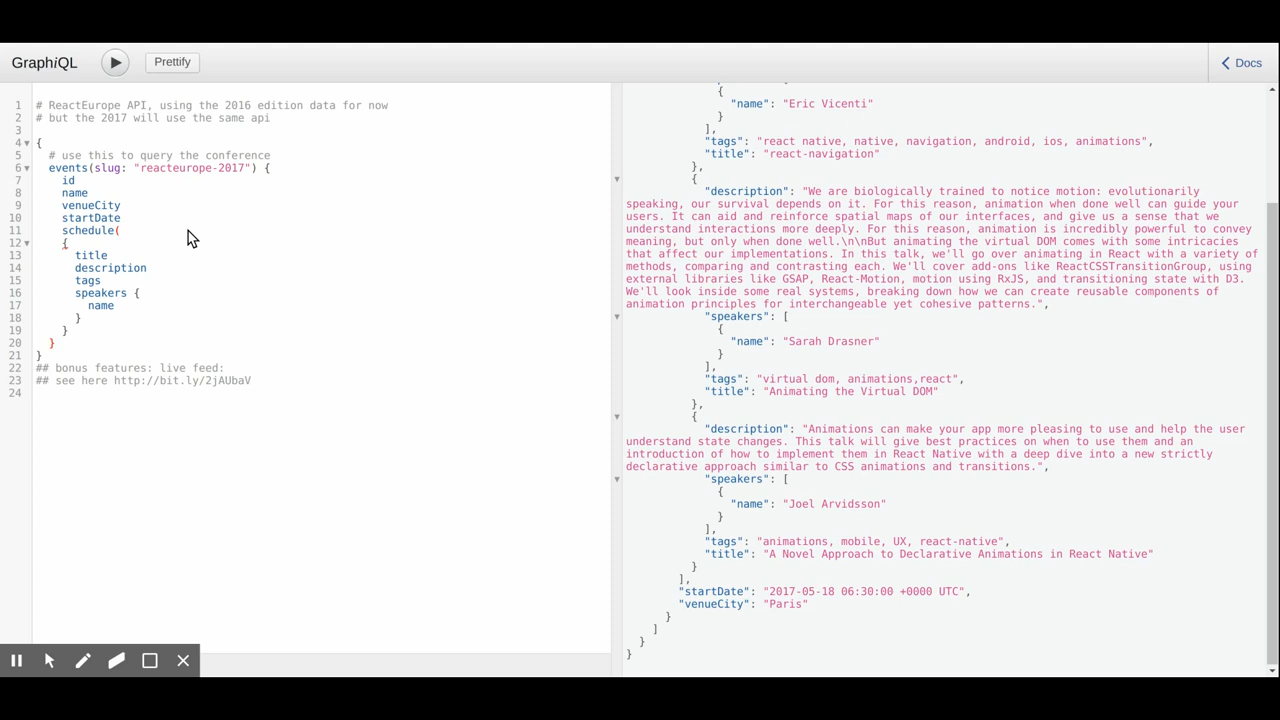 GraphiQL
Prettify
Docs
1 # ReactEurope API, using the 2016 edition data for now
2 # but the 2017 will use the same api
3
4 {
5 # use this to query the conference
6 events(slug: "reacteurope-2017") {
7 id
8 name
9 venueCity
10 startDate
11 schedule(
12 {
13 title
14 description
15 tags
16 speakers {
17 name
18 }
19 }
20 }
21 }
22 ## bonus features: live feed:
23 ## see here http://bit.ly/2jAUbaV
24
{
"name": "Eric Vicenti"
}
],
"tags": "react native, native, navigation, android, ios, animations",
"title": "react-navigation"
},
{
"description": "We are biologically trained to notice motion: evolutionarily
speaking, our survival depends on it. For this reason, animation when done well can guide your
users. It can aid and reinforce spatial maps of our interfaces, and give us a sense that we
understand interactions more deeply. For this reason, animation is incredibly powerful to convey
meaning, but only when done well.\n\nBut animating the virtual DOM comes with some intricacies
that affect our implementations. In this talk, we'll go over animating in React with a variety of
methods, comparing and contrasting each. We'll cover add-ons like ReactCSSTransitionGroup, using
external libraries like GSAP, React-Motion, motion using RxJS, and transitioning state with D3.
We'll look inside some real systems, breaking down how we can create reusable components of
animation principles for interchangeable yet cohesive patterns.",
"speakers": [
{
"name": "Sarah Drasner"
}
],
"tags": "virtual dom, animations,react",
"title": "Animating the Virtual DOM"
},
{
"description": "Animations can make your app more pleasing to use and help the user
understand state changes. This talk will give best practices on when to use them and an
introduction of how to implement them in React Native with a deep dive into a new strictly
declarative approach similar to CSS animations and transitions.",
"speakers": [
{
"name": "Joel Arvidsson"
}
],
"tags": "animations, mobile, UX, react-native",
"title": "A Novel Approach to Declarative Animations in React Native"
}
],
"startDate": "2017-05-18 06:30:00 +0000 UTC",
"venueCity": "Paris"
}
]
}
}